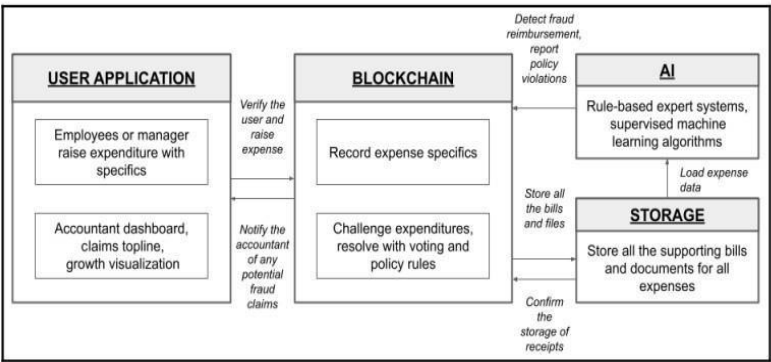 USER APPLICATION
Employees or manager
raise expenditure with
specifics
Accountant dashboard,
claims topline,
growth visualization
Verify the
user and
raise
expense
Notify the
accountant
of any
potential
fraud
claims
BLOCKCHAIN
Record expense specifics
Challenge expenditures,
resolve with voting and
policy rules
Detect fraud
reimbursement,
report
policy
violations
Store all
the bills
and files
Confirm
the
storage of
receipts
AI
Rule-based expert systems,
supervised machine
learning algorithms
Load expense
data
STORAGE
Store all the supporting bills
and documents for all
expenses